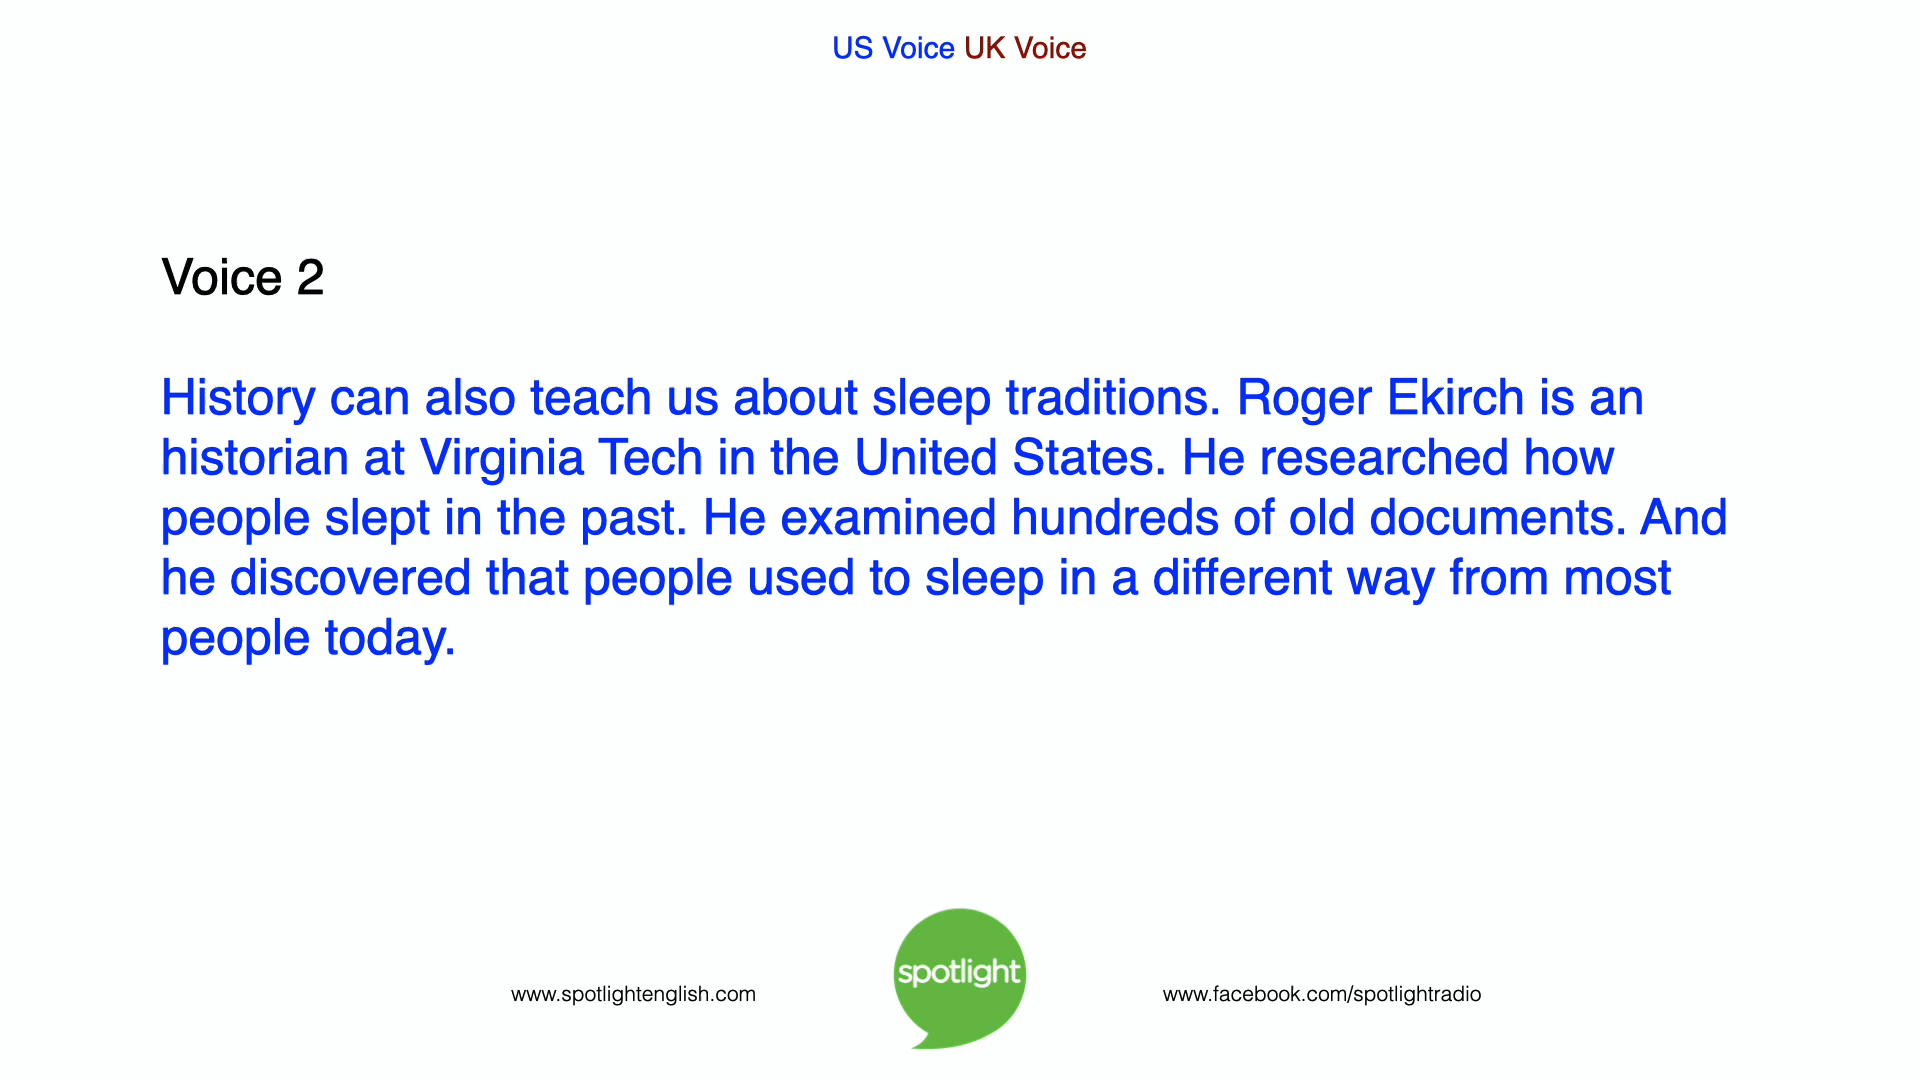 US Voice UK Voice
Voice 2
History can also teach us about sleep traditions. Roger Ekirch is an
historian at Virginia Tech in the United States. He researched how
people slept in the past. He examined hundreds of old documents. And
he discovered that people used to sleep in a different way from most
people today.
spotlight
www.spotlightenglish.com
www.facebook.com/spotlightradio